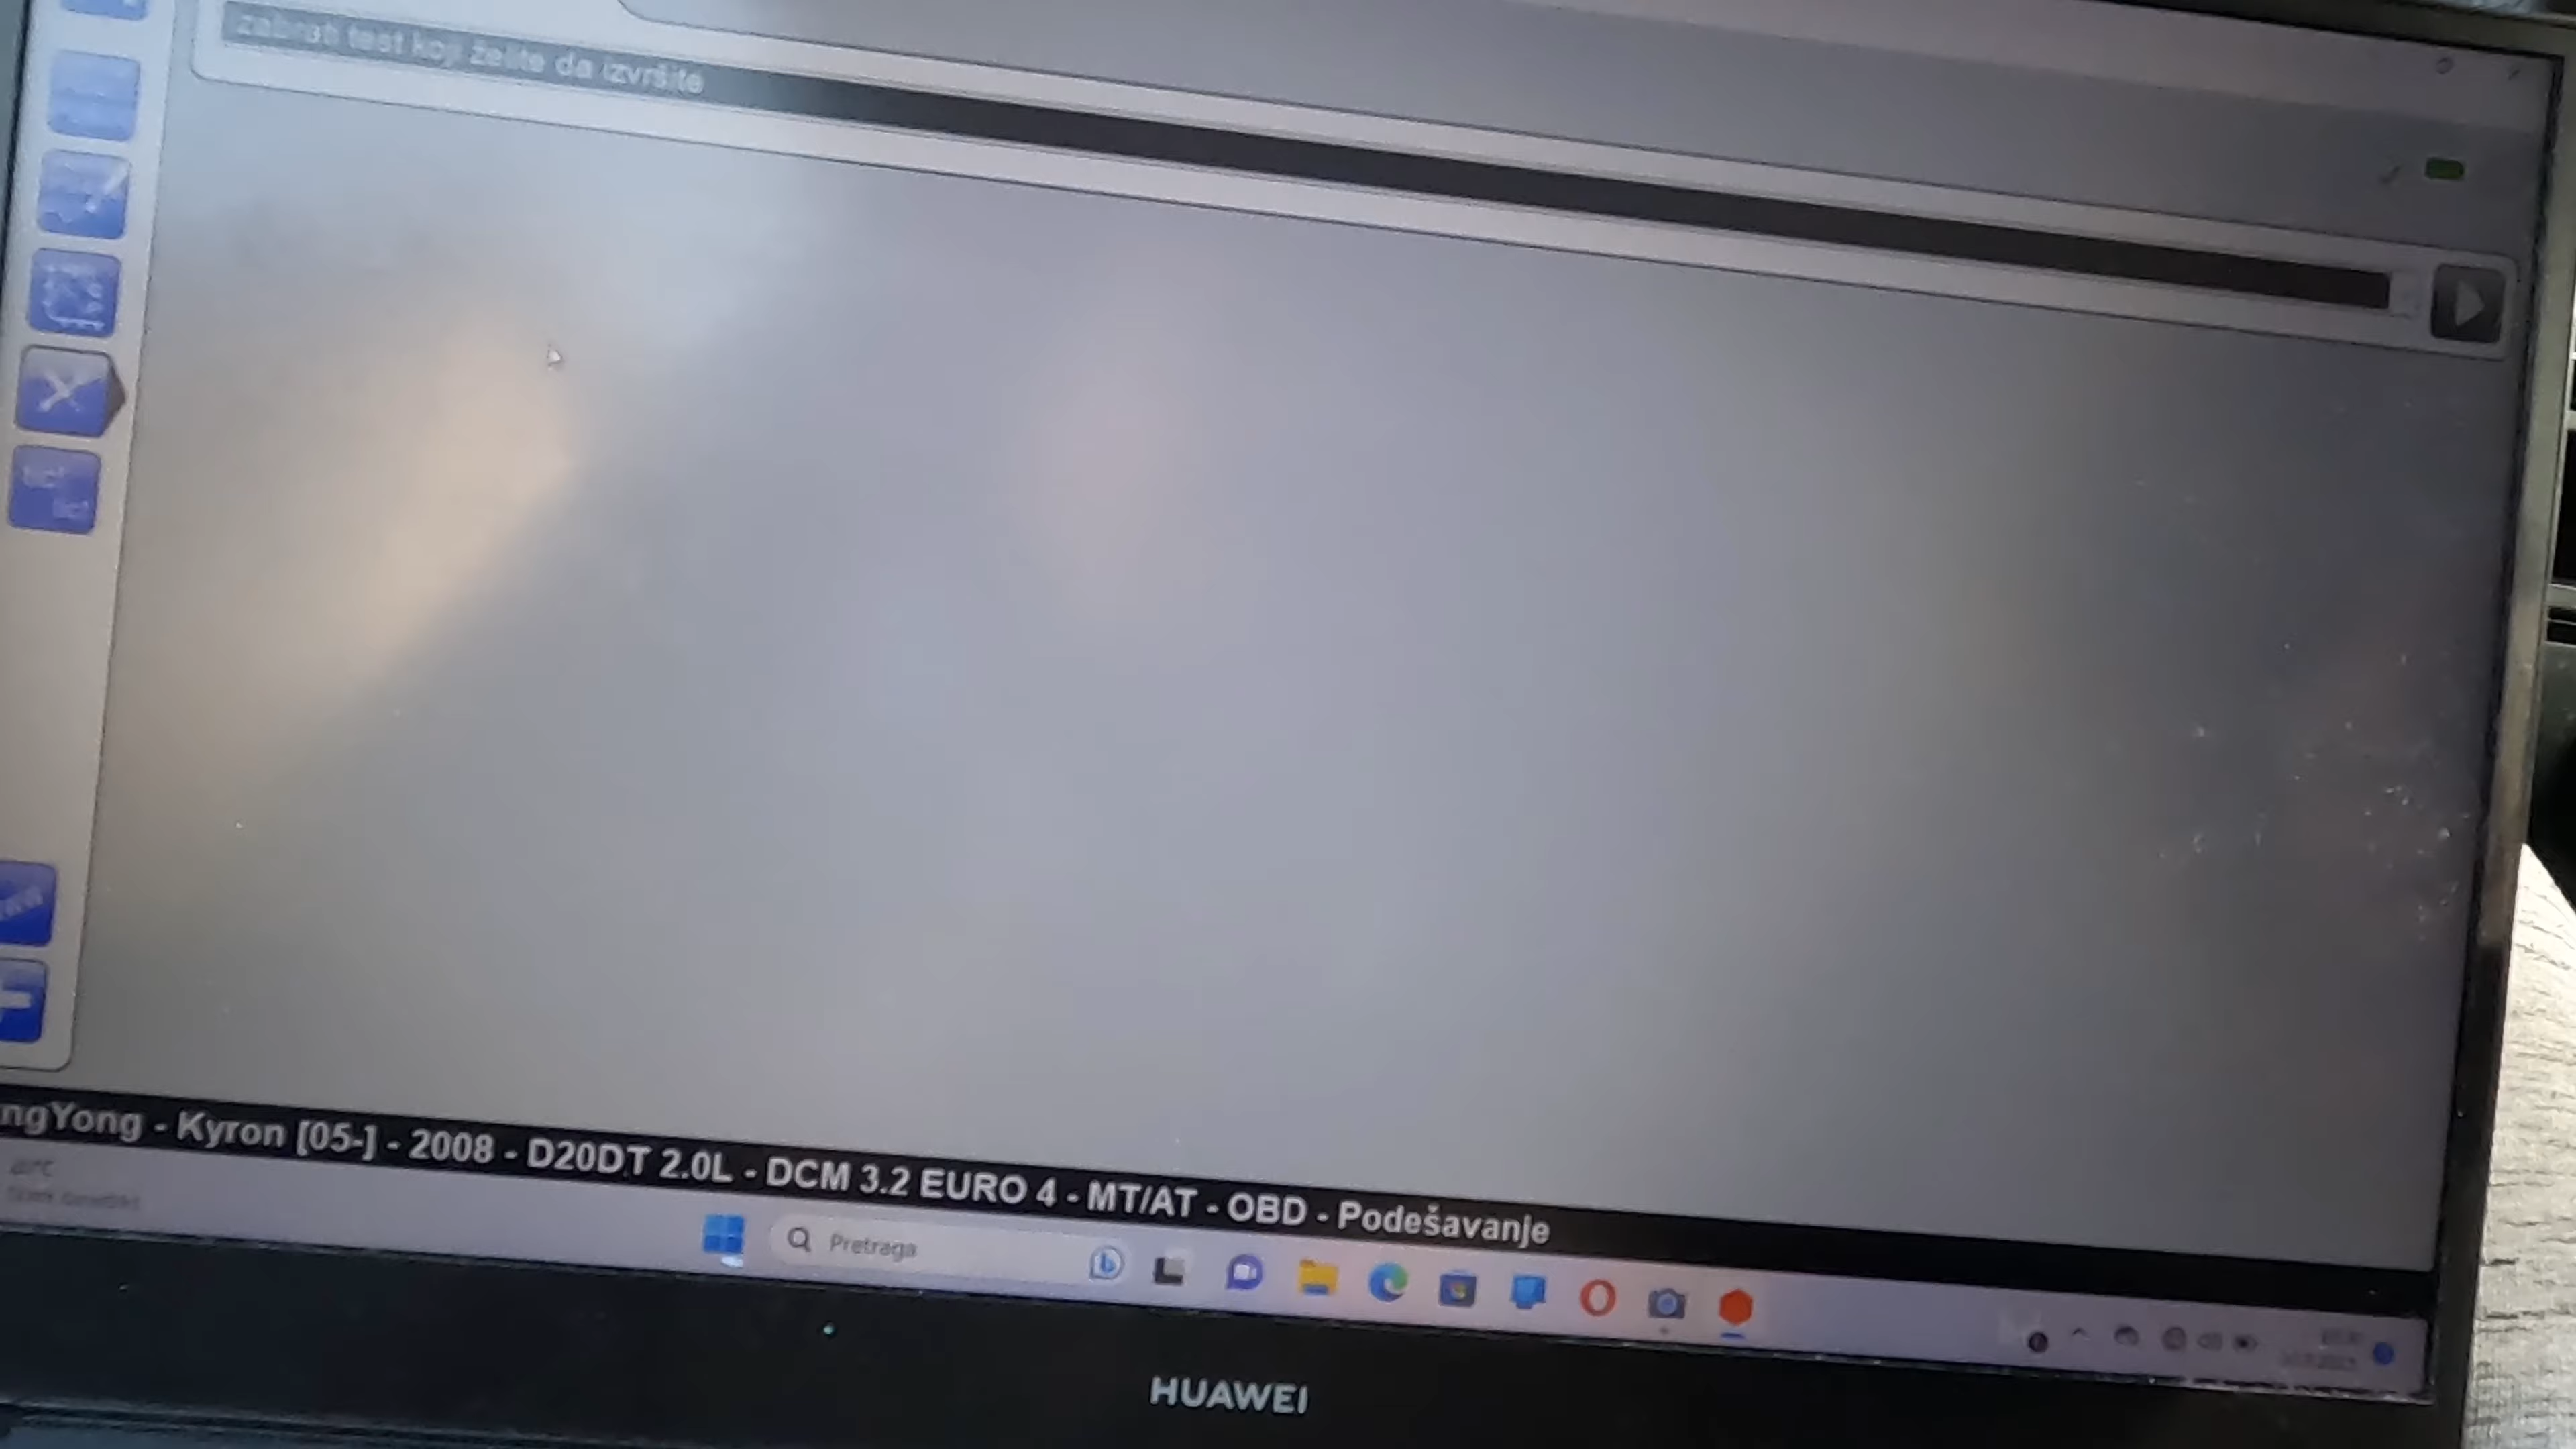 zabrati test koji želite da izvršite
ngYong - Kyron [05-] - 2008 - D20DT 2.0L - DCM 3.2 EURO 4 - MT/AT - OBD - Podešavanje
Pretraga
HUAWEI